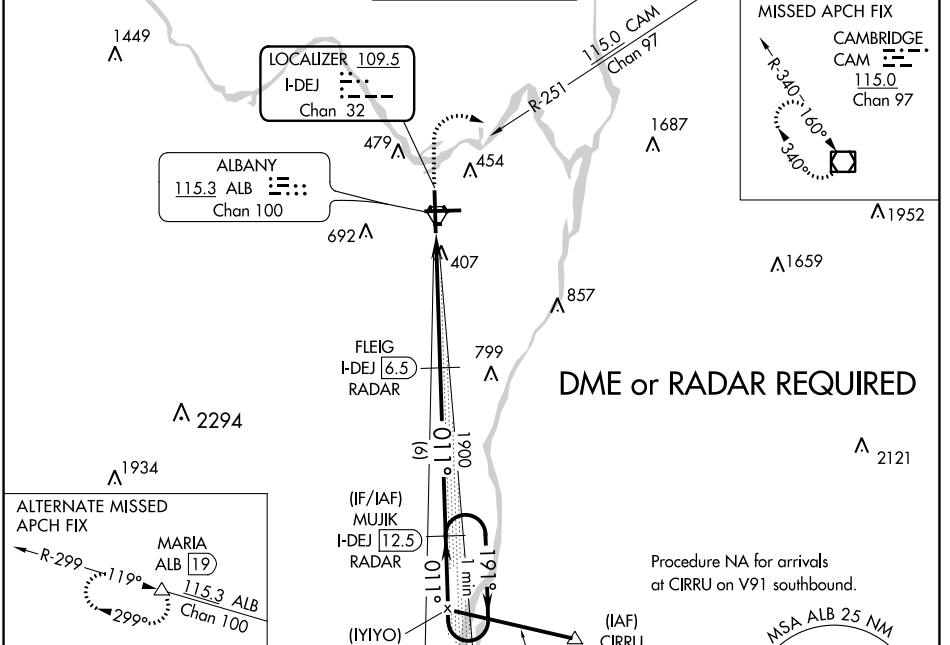 1449
LOCALIZER 109.5
I-DEJ
Chan 32
115.0 CAM
Chan 97
R-251
MISSED APCH FIX
CAMBRIDGE
CAM
115.0
Chan 97
R-340
160°
340°
479
454
1687
ALBANY
115.3 ALB
Chan 100
692
407
1952
1659
857
FLEIG
I-DEJ 6.5
RADAR
799
DME or RADAR REQUIRED
2294
011°
(6)
1900
2121
1934
ALTERNATE MISSED
APCH FIX
R-299
119°
299°
MARIA
ALB 19
115.3 ALB
Chan 100
(IF/IAF)
MUJIK
I-DEJ 12.5
RADAR
011°
1 min
191°
(IYIYO)
Procedure NA for arrivals
at CIRRU on V91 southbound.
(IAF)
CIRRU
MSA ALB 25 NM